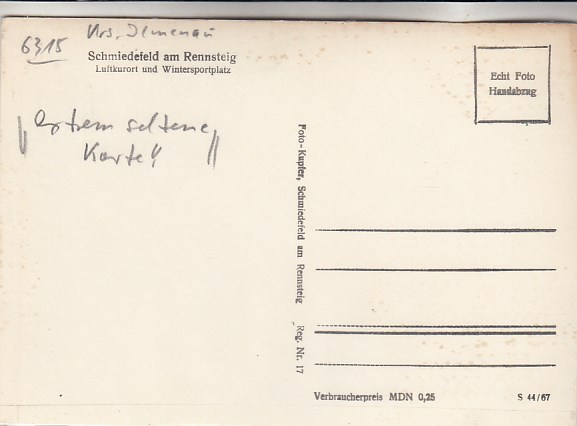 6315 Krs. Ilmenau
Schmiedefeld am Rennsteig
Luftkurort und Wintersportplatz
Echt Foto
Handabzug
"extrem seltene
Karte!"
Foto-Kupfer, Schmiedefeld am Rennsteig Reg. Nr. 17
Verbraucherpreis MDN 0,25
S 44/67